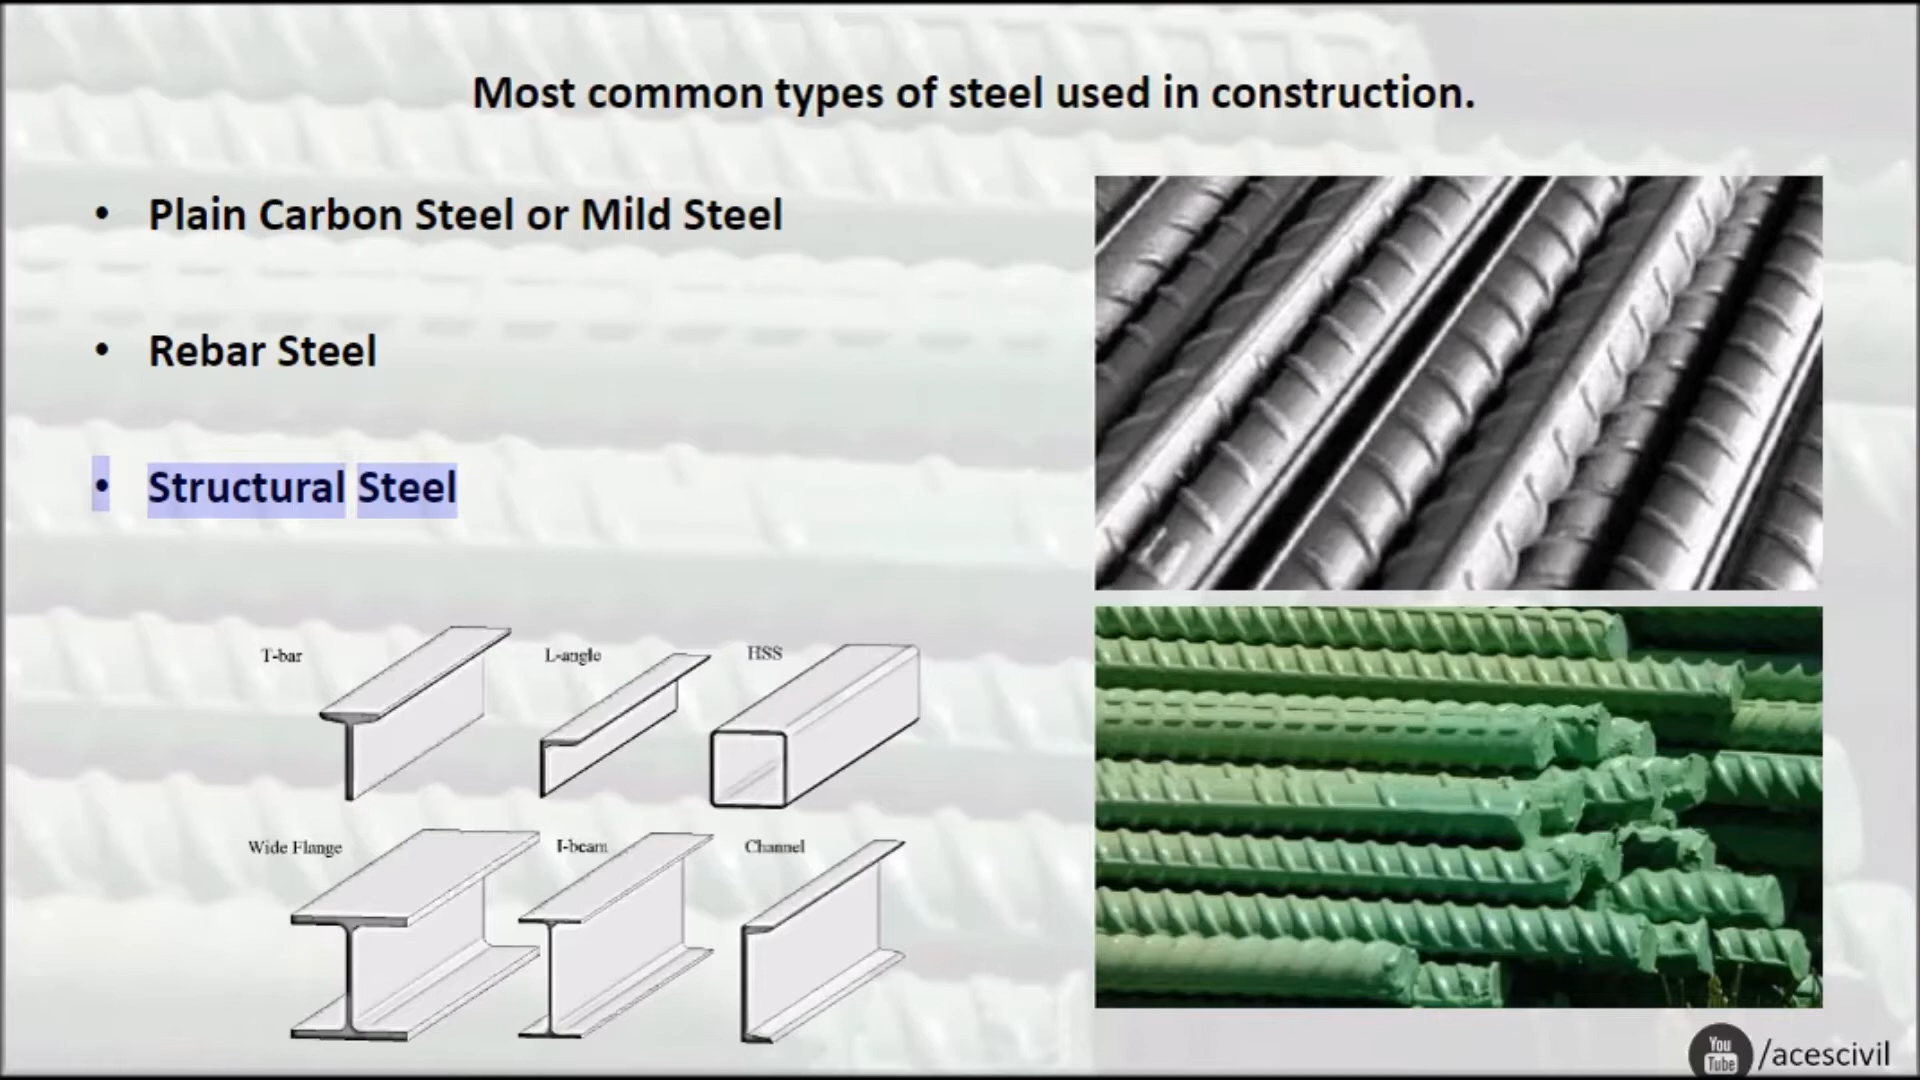 Most common types of steel used in construction.
• Plain Carbon Steel or Mild Steel
• Rebar Steel
• Structural Steel
T-bar
L-angle
HSS
Wide Flange
I-beam
Channel
You
Tube
/acescivil